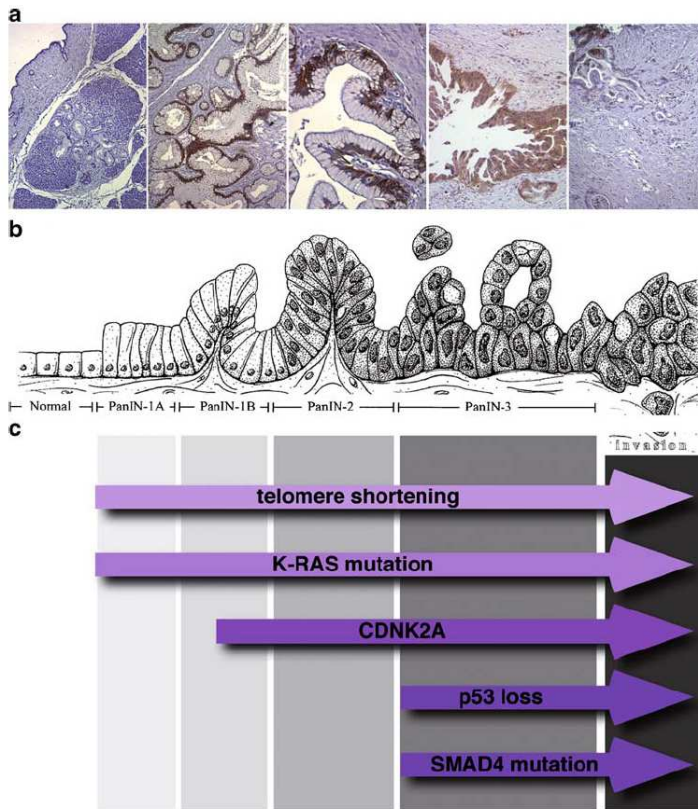 a
b
Normal PanIN-1A PanIN-1B PanIN-2 PanIN-3
invasion
c
telomere shortening
K-RAS mutation
CDNK2A
p53 loss
SMAD4 mutation